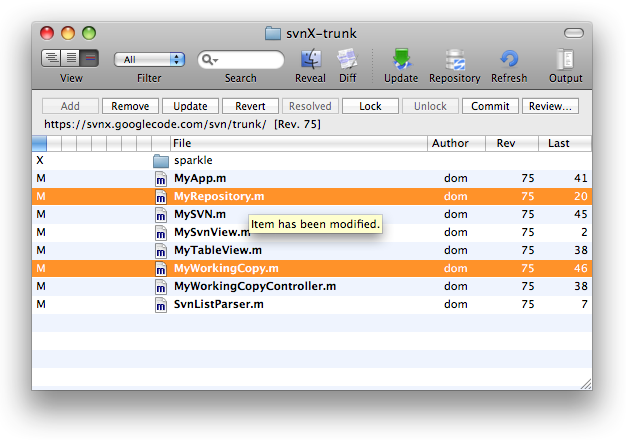 svnX-trunk
All
View Filter Search Reveal Diff Update Repository Refresh Output
Add Remove Update Revert Resolved Lock Unlock Commit Review...
https://svnx.googlecode.com/svn/trunk/ [Rev. 75]
File Author Rev Last
X sparkle
M m MyApp.m dom 75 41
M m MyRepository.m dom 75 20
M m MySVN.m dom 75 45
Item has been modified.
M m MySvnView.m dom 75 2
M m MyTableView.m dom 75 38
M m MyWorkingCopy.m dom 75 46
M m MyWorkingCopyController.m dom 75 38
M m SvnListParser.m dom 75 7